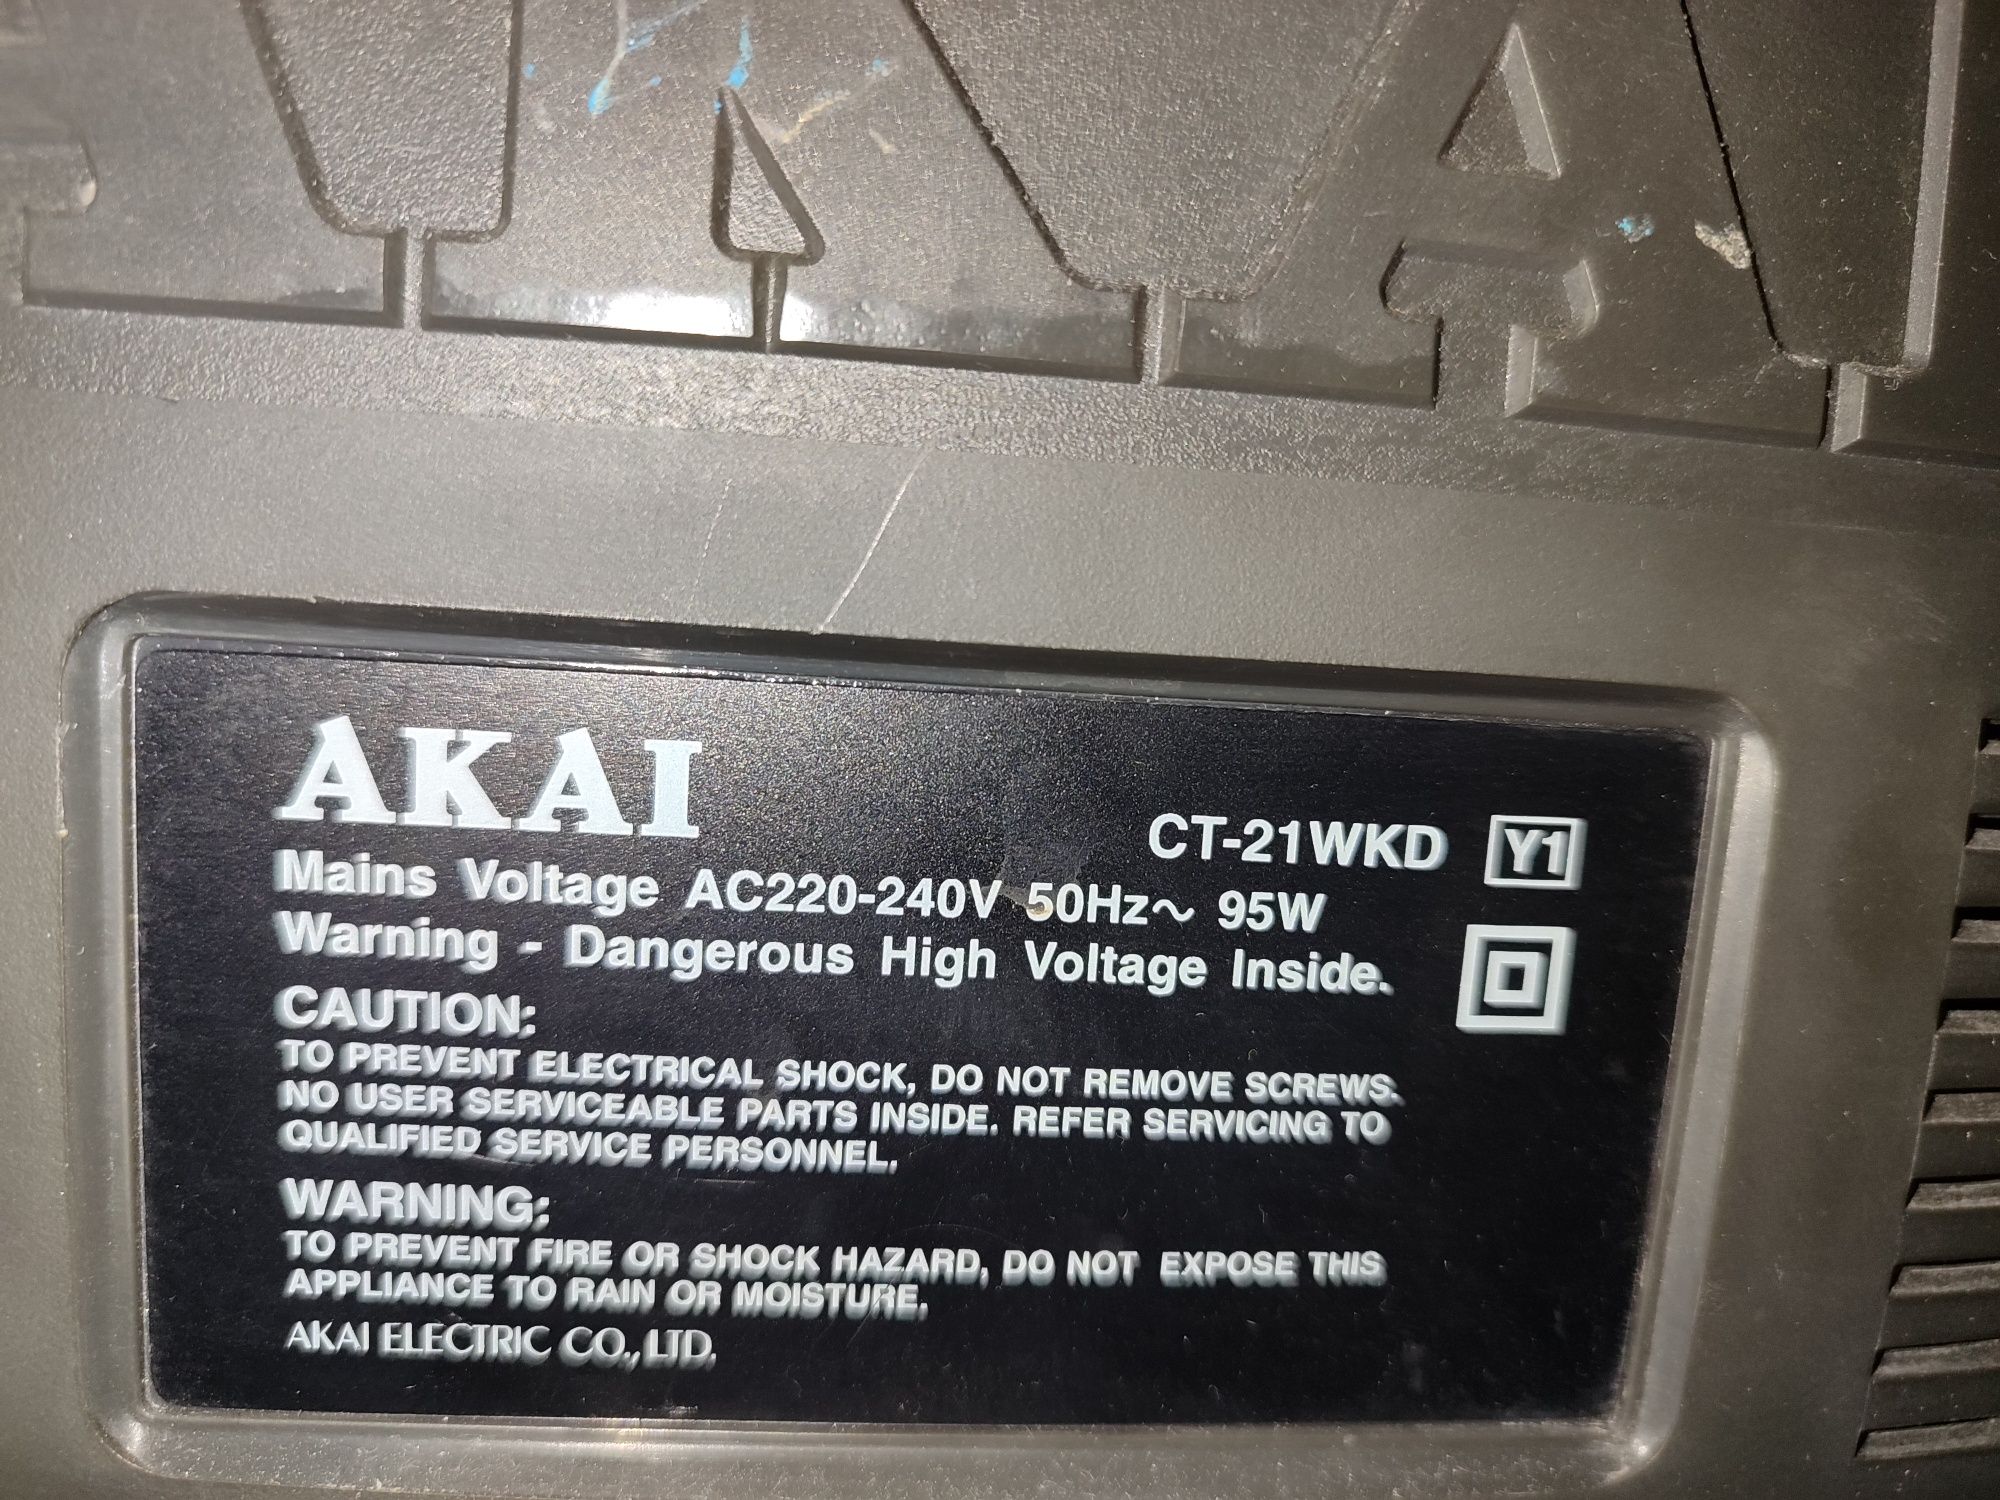 AKAI
AKAI
CT-21WKD Y1
Mains Voltage AC220-240V 50Hz~ 95W
Warning - Dangerous High Voltage Inside.
CAUTION:
TO PREVENT ELECTRICAL SHOCK, DO NOT REMOVE SCREWS.
NO USER SERVICEABLE PARTS INSIDE. REFER SERVICING TO
QUALIFIED SERVICE PERSONNEL.
WARNING:
TO PREVENT FIRE OR SHOCK HAZARD, DO NOT EXPOSE THIS
APPLIANCE TO RAIN OR MOISTURE.
AKAI ELECTRIC CO., LTD.